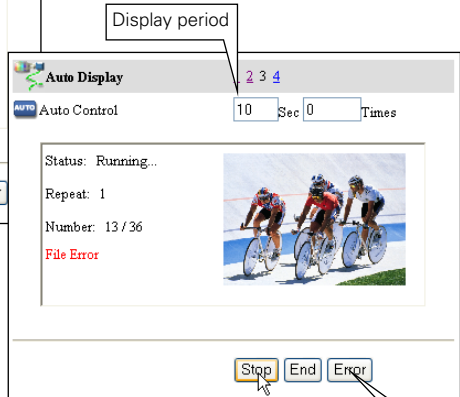 Display period
Auto Display 2 3 4
AUTO Auto Control 10 Sec 0 Times
Status: Running...
Repeat: 1
Number: 13 / 36
File Error
Stop End Error